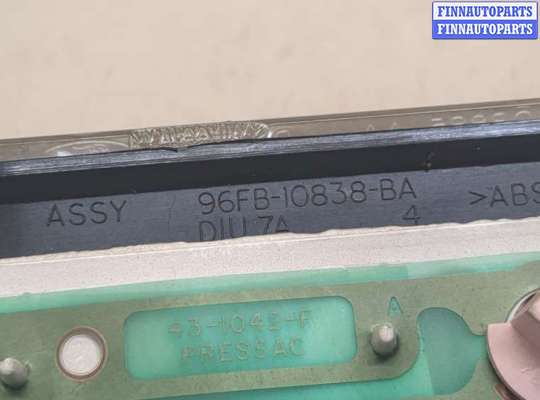 FINNAUTOPARTS
FINNAUTOPARTS
ASSY 96FB-10838-BA >ABS
DIU 7A 4
A
PRESSAC